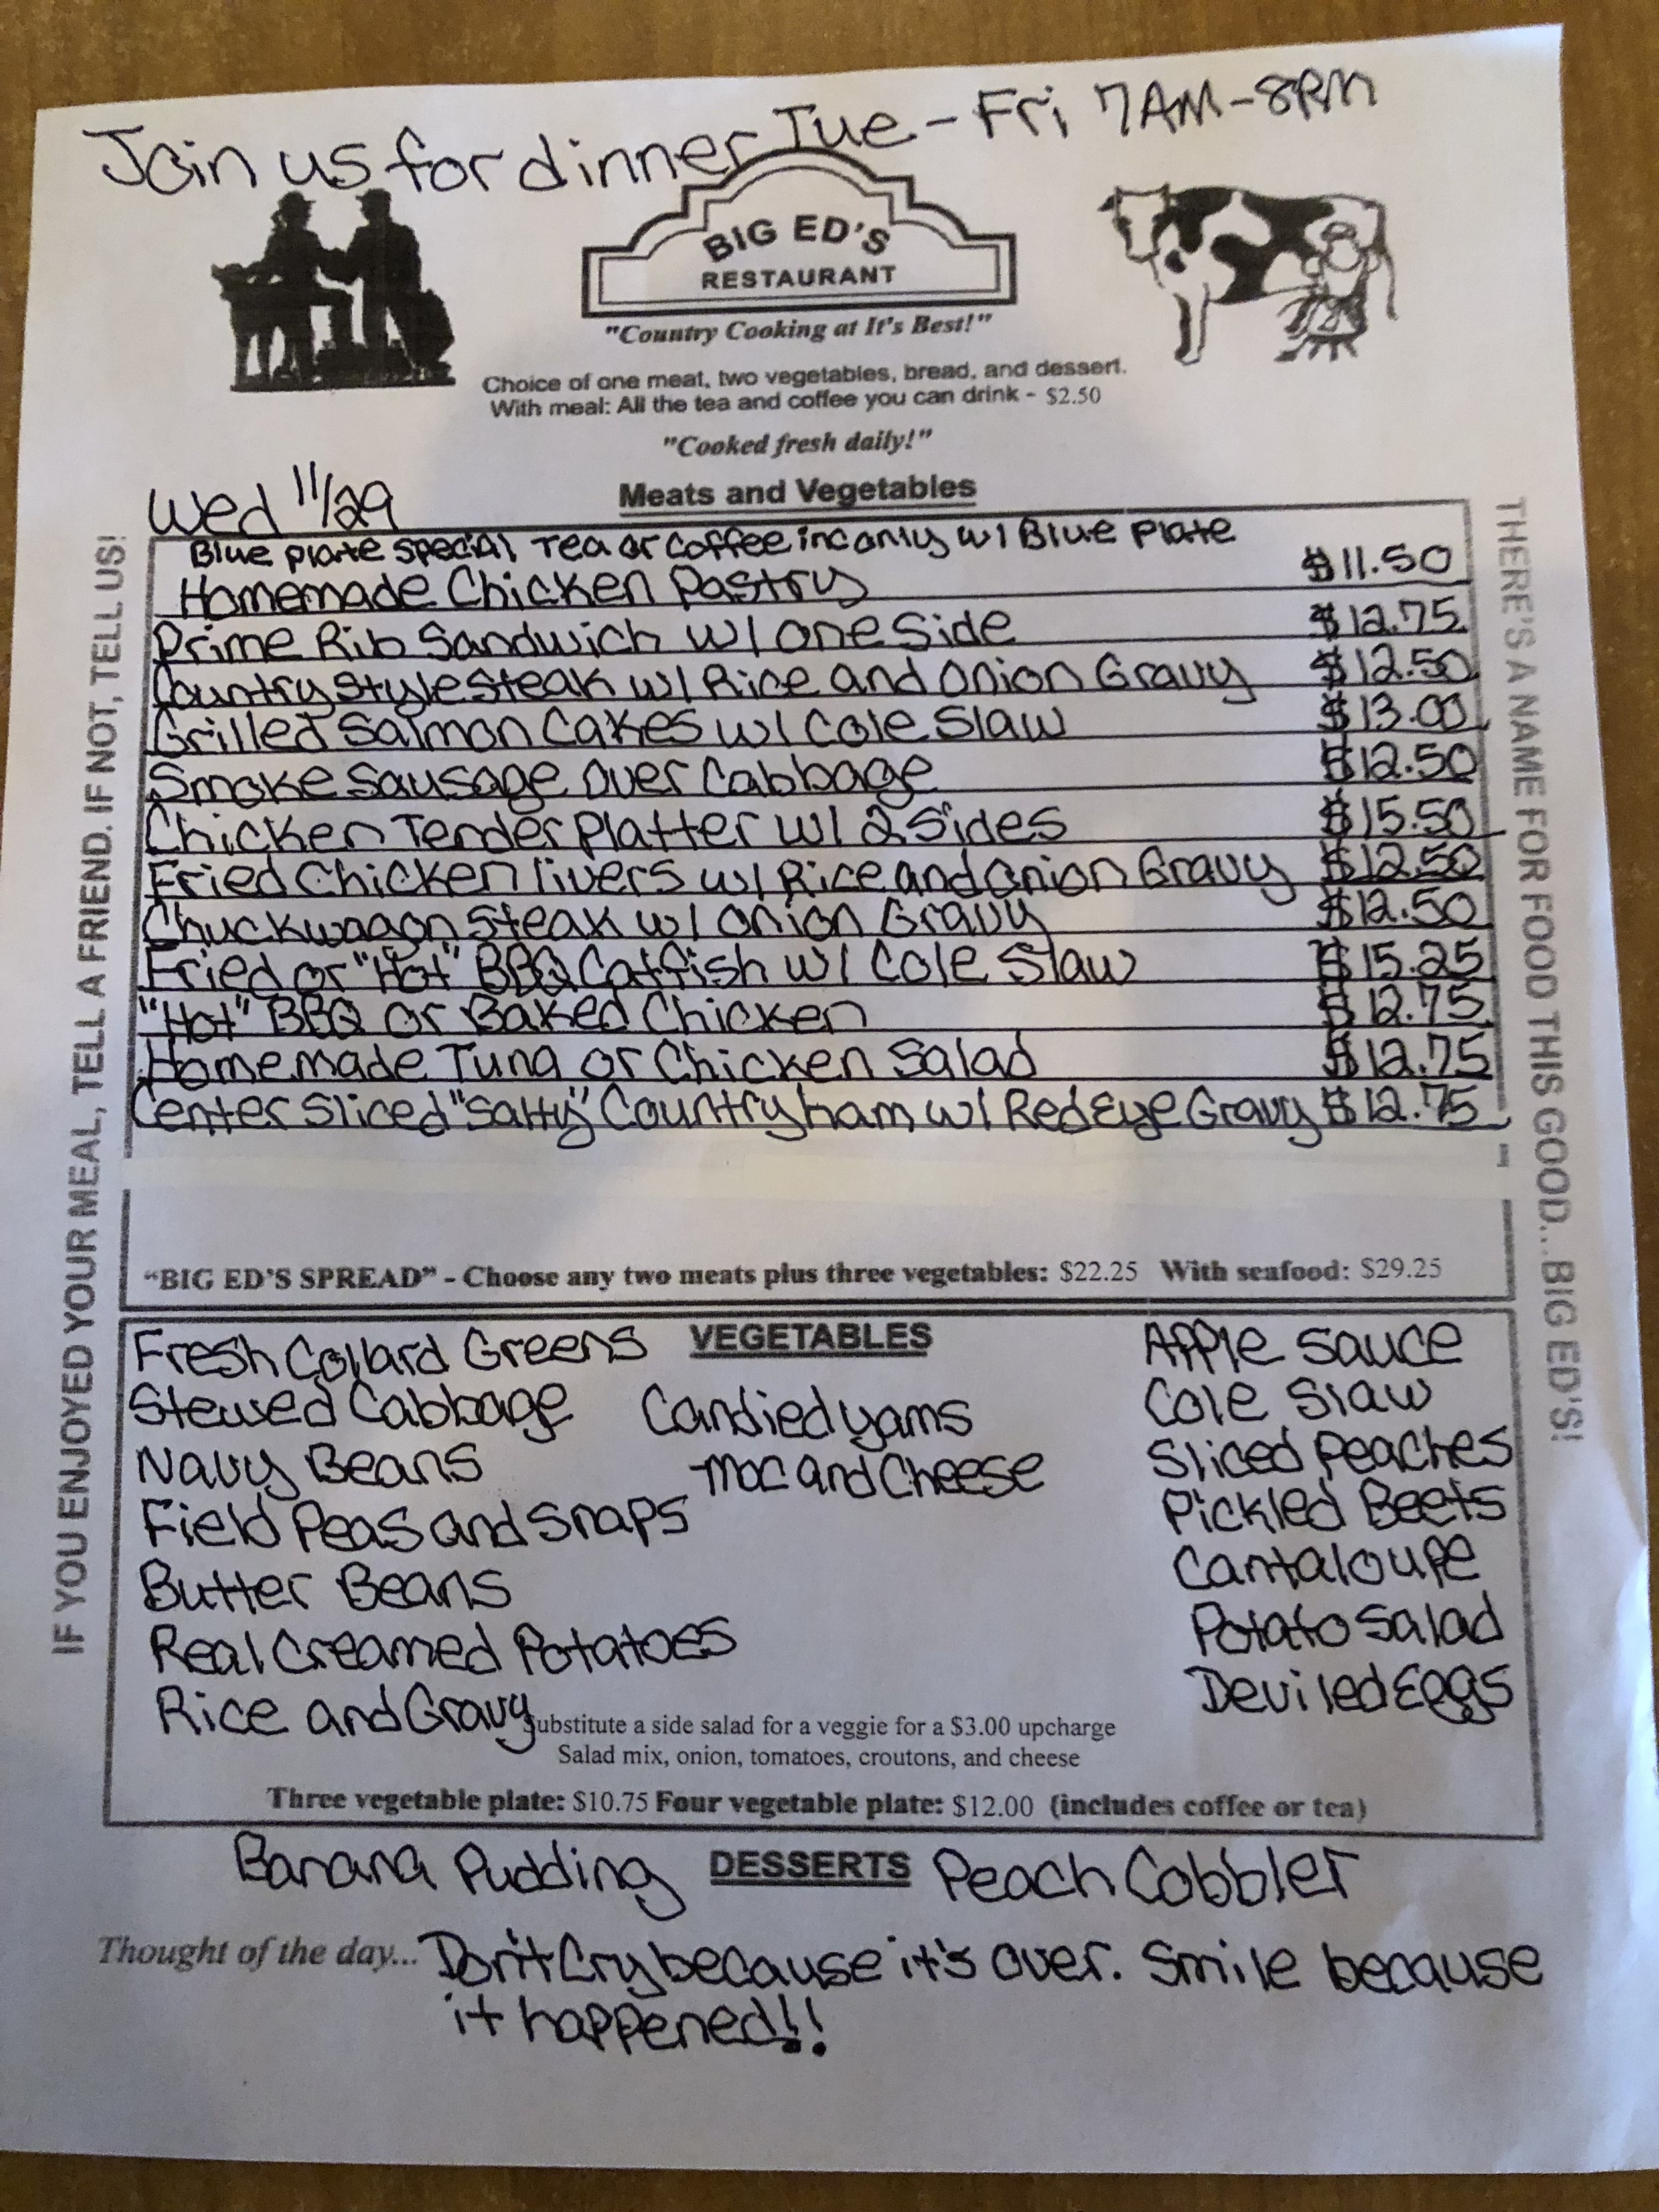 Join us for dinner Tue - Fri 7AM-8PM
BIG ED'S
RESTAURANT
"Country Cooking at It's Best!"
Choice of one meat, two vegetables, bread, and dessert.
With meal: All the tea and coffee you can drink - $2.50
"Cooked fresh daily!"
Wed 11/29
Meats and Vegetables
Blue plate special, Tea or Coffee inc only w/ Blue Plate
Homemade Chicken Pastry $11.50
Prime Rib Sandwich w/ one side $12.75
Country style steak w/ Rice and Onion Gravy $12.50
Grilled Salmon Cakes w/ Cole Slaw $13.00
Smoke Sausage Over Cabbage $12.50
Chicken Tender Platter w/ 2 sides $15.50
Fried Chicken livers w/ Rice and Onion Gravy $12.50
Chuckwagon Steak w/ Onion Gravy $12.50
Fried or "Hot" BBQ Catfish w/ Cole Slaw $15.25
"Hot" BBQ or Baked Chicken $12.75
Homemade Tuna or Chicken Salad $12.75
Center Sliced "Salty" Country ham w/ Red Eye Gravy $12.75
"BIG ED'S SPREAD" - Choose any two meats plus three vegetables: $22.25 With seafood: $29.25
IF YOU ENJOYED YOUR MEAL, TELL A FRIEND. IF NOT, TELL US!
THERE'S A NAME FOR FOOD THIS GOOD...BIG ED'S!
VEGETABLES
Fresh Collard Greens
Stewed Cabbage
Navy Beans
Field Peas and Snaps
Butter Beans
Real Creamed Potatoes
Rice and Gravy
Candied yams
Mac and Cheese
Apple Sauce
Cole Slaw
Sliced Peaches
Pickled Beets
Cantaloupe
Potato Salad
Deviled Eggs
Substitute a side salad for a veggie for a $3.00 upcharge
Salad mix, onion, tomatoes, croutons, and cheese
Three vegetable plate: $10.75 Four vegetable plate: $12.00 (includes coffee or tea)
Banana Pudding DESSERTS Peach Cobbler
Thought of the day... Don't Cry because it's over. Smile because
it happened!!